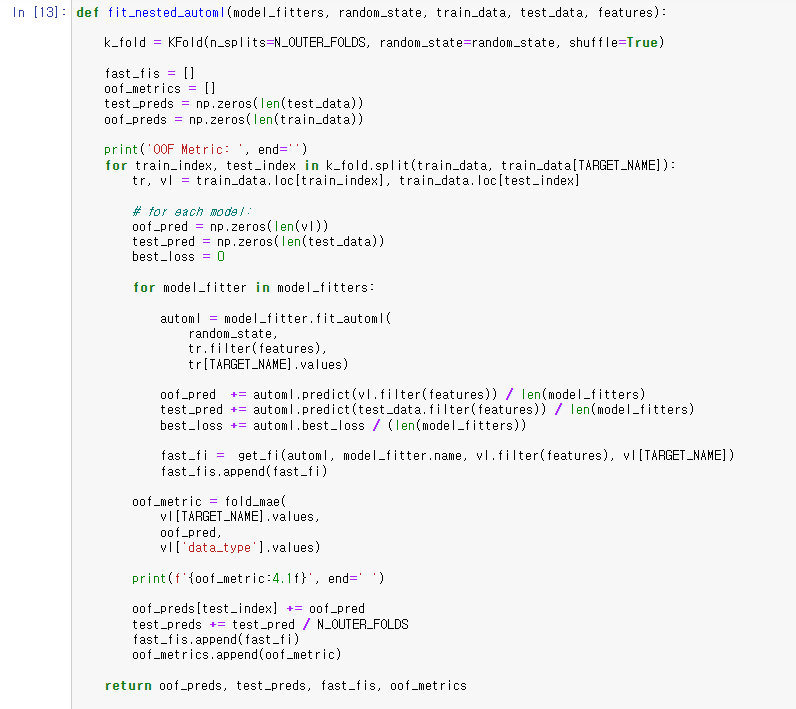 In [13]: def fit_nested_automl(model_fitters, random_state, train_data, test_data, features):
k_fold = KFold(n_splits=N_OUTER_FOLDS, random_state=random_state, shuffle=True)
fast_fis = []
oof_metrics = []
test_preds = np.zeros(len(test_data))
oof_preds = np.zeros(len(train_data))
print('OOF Metric: ', end='')
for train_index, test_index in k_fold.split(train_data, train_data[TARGET_NAME]):
tr, vl = train_data.loc[train_index], train_data.loc[test_index]
# for each model:
oof_pred = np.zeros(len(vl))
test_pred = np.zeros(len(test_data))
best_loss = 0
for model_fitter in model_fitters:
automl = model_fitter.fit_automl(
random_state,
tr.filter(features),
tr[TARGET_NAME].values)
oof_pred  += automl.predict(vl.filter(features)) / len(model_fitters)
test_pred += automl.predict(test_data.filter(features)) / len(model_fitters)
best_loss += automl.best_loss / (len(model_fitters))
fast_fi =  get_fi(automl, model_fitter.name, vl.filter(features), vl[TARGET_NAME])
fast_fis.append(fast_fi)
oof_metric = fold_mae(
vl[TARGET_NAME].values,
oof_pred,
vl['data_type'].values)
print(f'{oof_metric:4.1f}', end=' ')
oof_preds[test_index] += oof_pred
test_preds += test_pred / N_OUTER_FOLDS
fast_fis.append(fast_fi)
oof_metrics.append(oof_metric)
return oof_preds, test_preds, fast_fis, oof_metrics